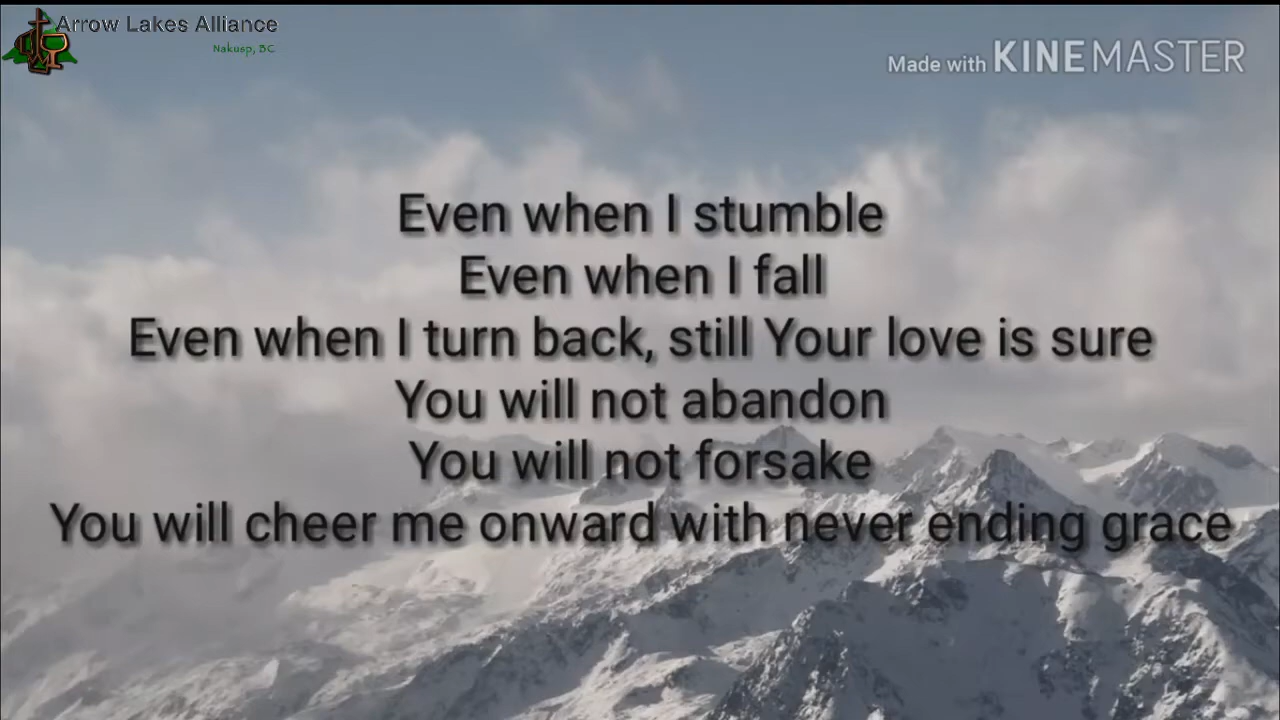 Arrow Lakes Alliance
Nakusp, BC
Made with KINEMASTER
Even when I stumble
Even when I fall
Even when I turn back, still Your love is sure
You will not abandon
You will not forsake
You will cheer me onward with never ending grace